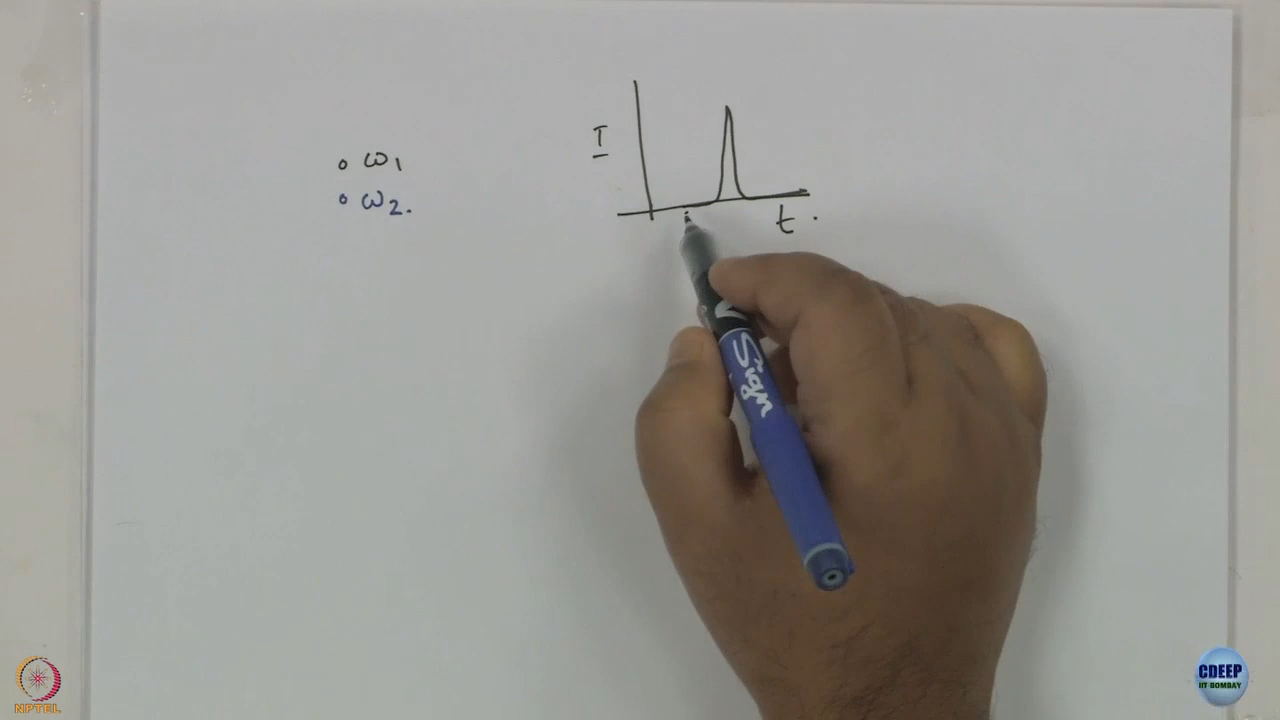 I
ω1
ω2.
t.
Sign
NPTEL
CDEEP
IIT BOMBAY